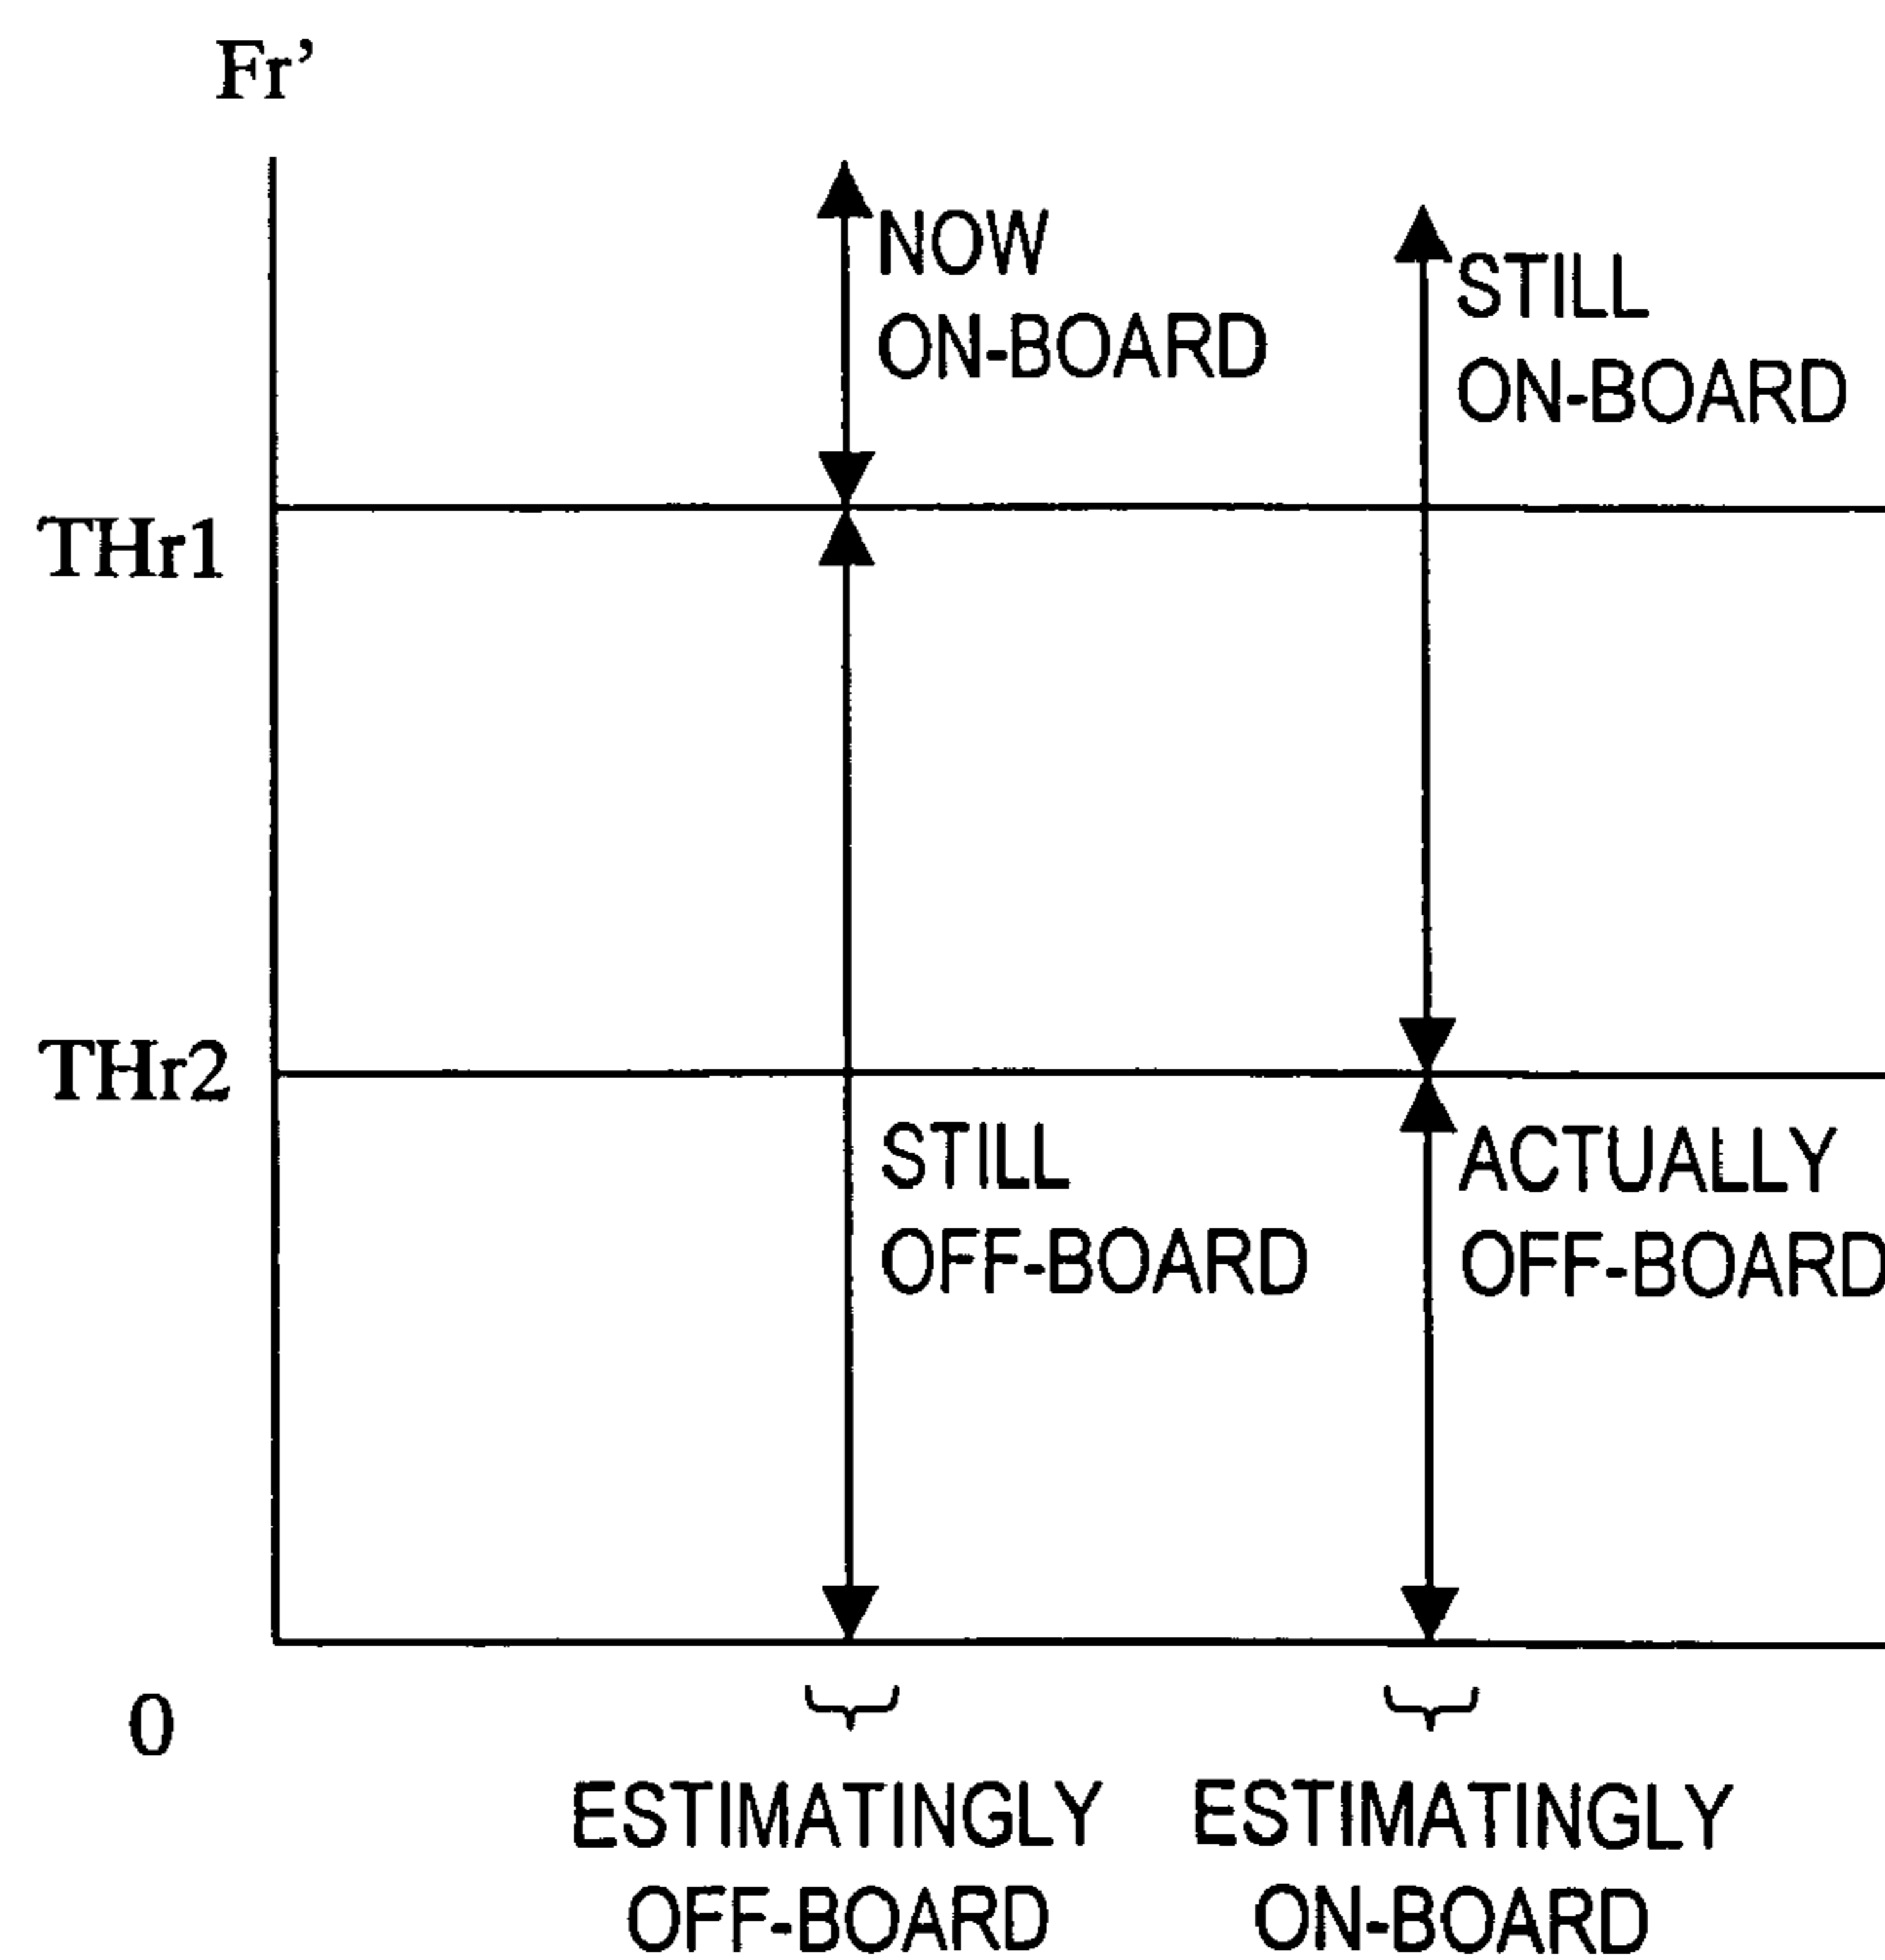 Fr’
NOW
ON-BOARD
STILL
ON-BOARD
THr1
THr2
STILL
OFF-BOARD
ACTUALLY
OFF-BOARD
0
ESTIMATINGLY
OFF-BOARD
ESTIMATINGLY
ON-BOARD